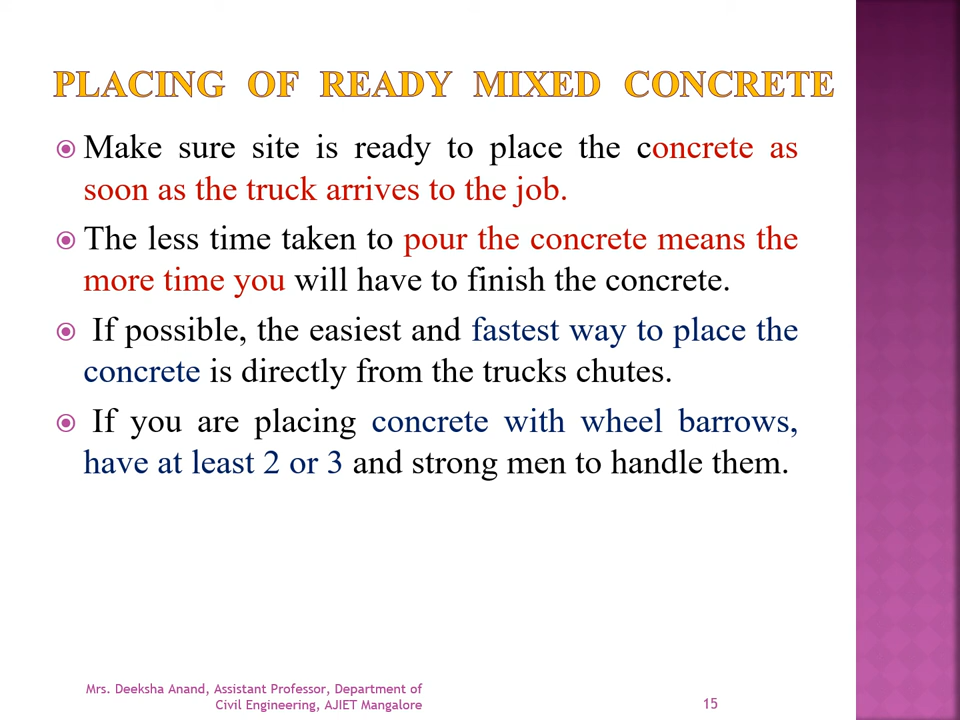 PLACING OF READY MIXED CONCRETE
Make sure site is ready to place the concrete as
soon as the truck arrives to the job.
The less time taken to pour the concrete means the
more time you will have to finish the concrete.
If possible, the easiest and fastest way to place the
concrete is directly from the trucks chutes.
If you are placing concrete with wheel barrows,
have at least 2 or 3 and strong men to handle them.
Mrs. Deeksha Anand, Assistant Professor, Department of
Civil Engineering, AJIET Mangalore
15